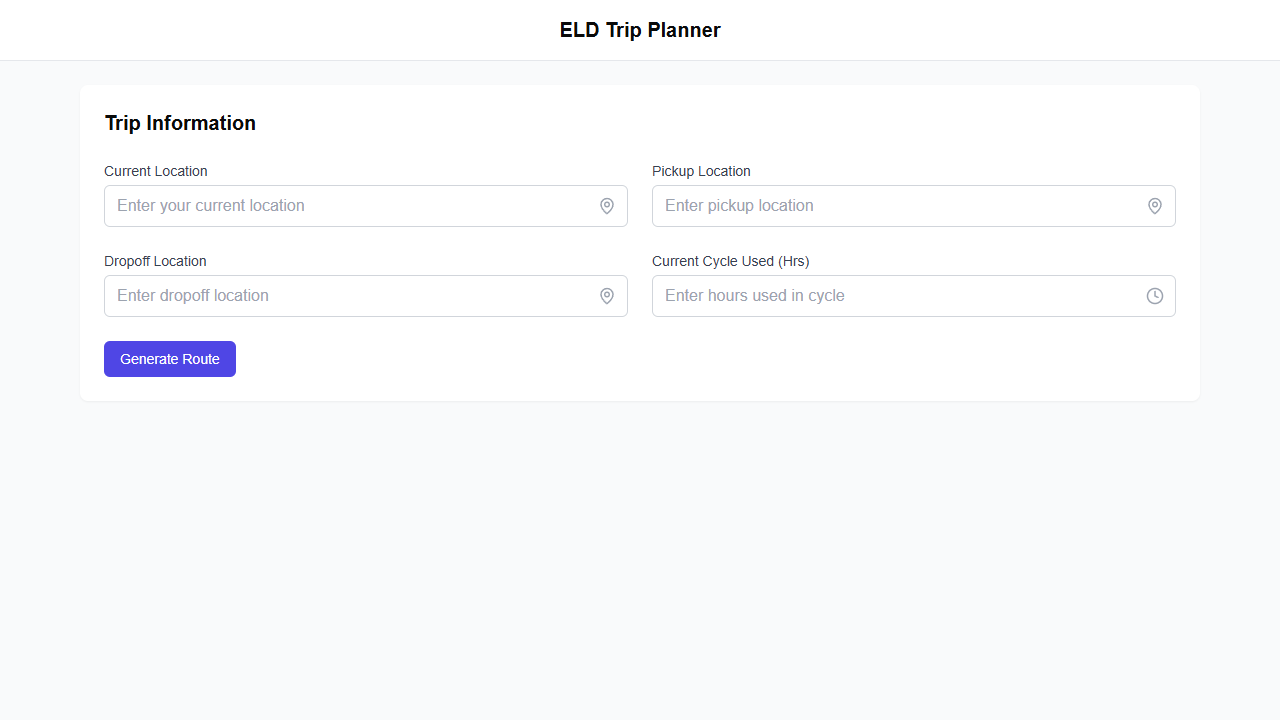 ELD Trip Planner
Trip Information
Current Location
Pickup Location
Enter your current location
Enter pickup location
Dropoff Location
Current Cycle Used (Hrs)
Enter dropoff location
Enter hours used in cycle
Generate Route